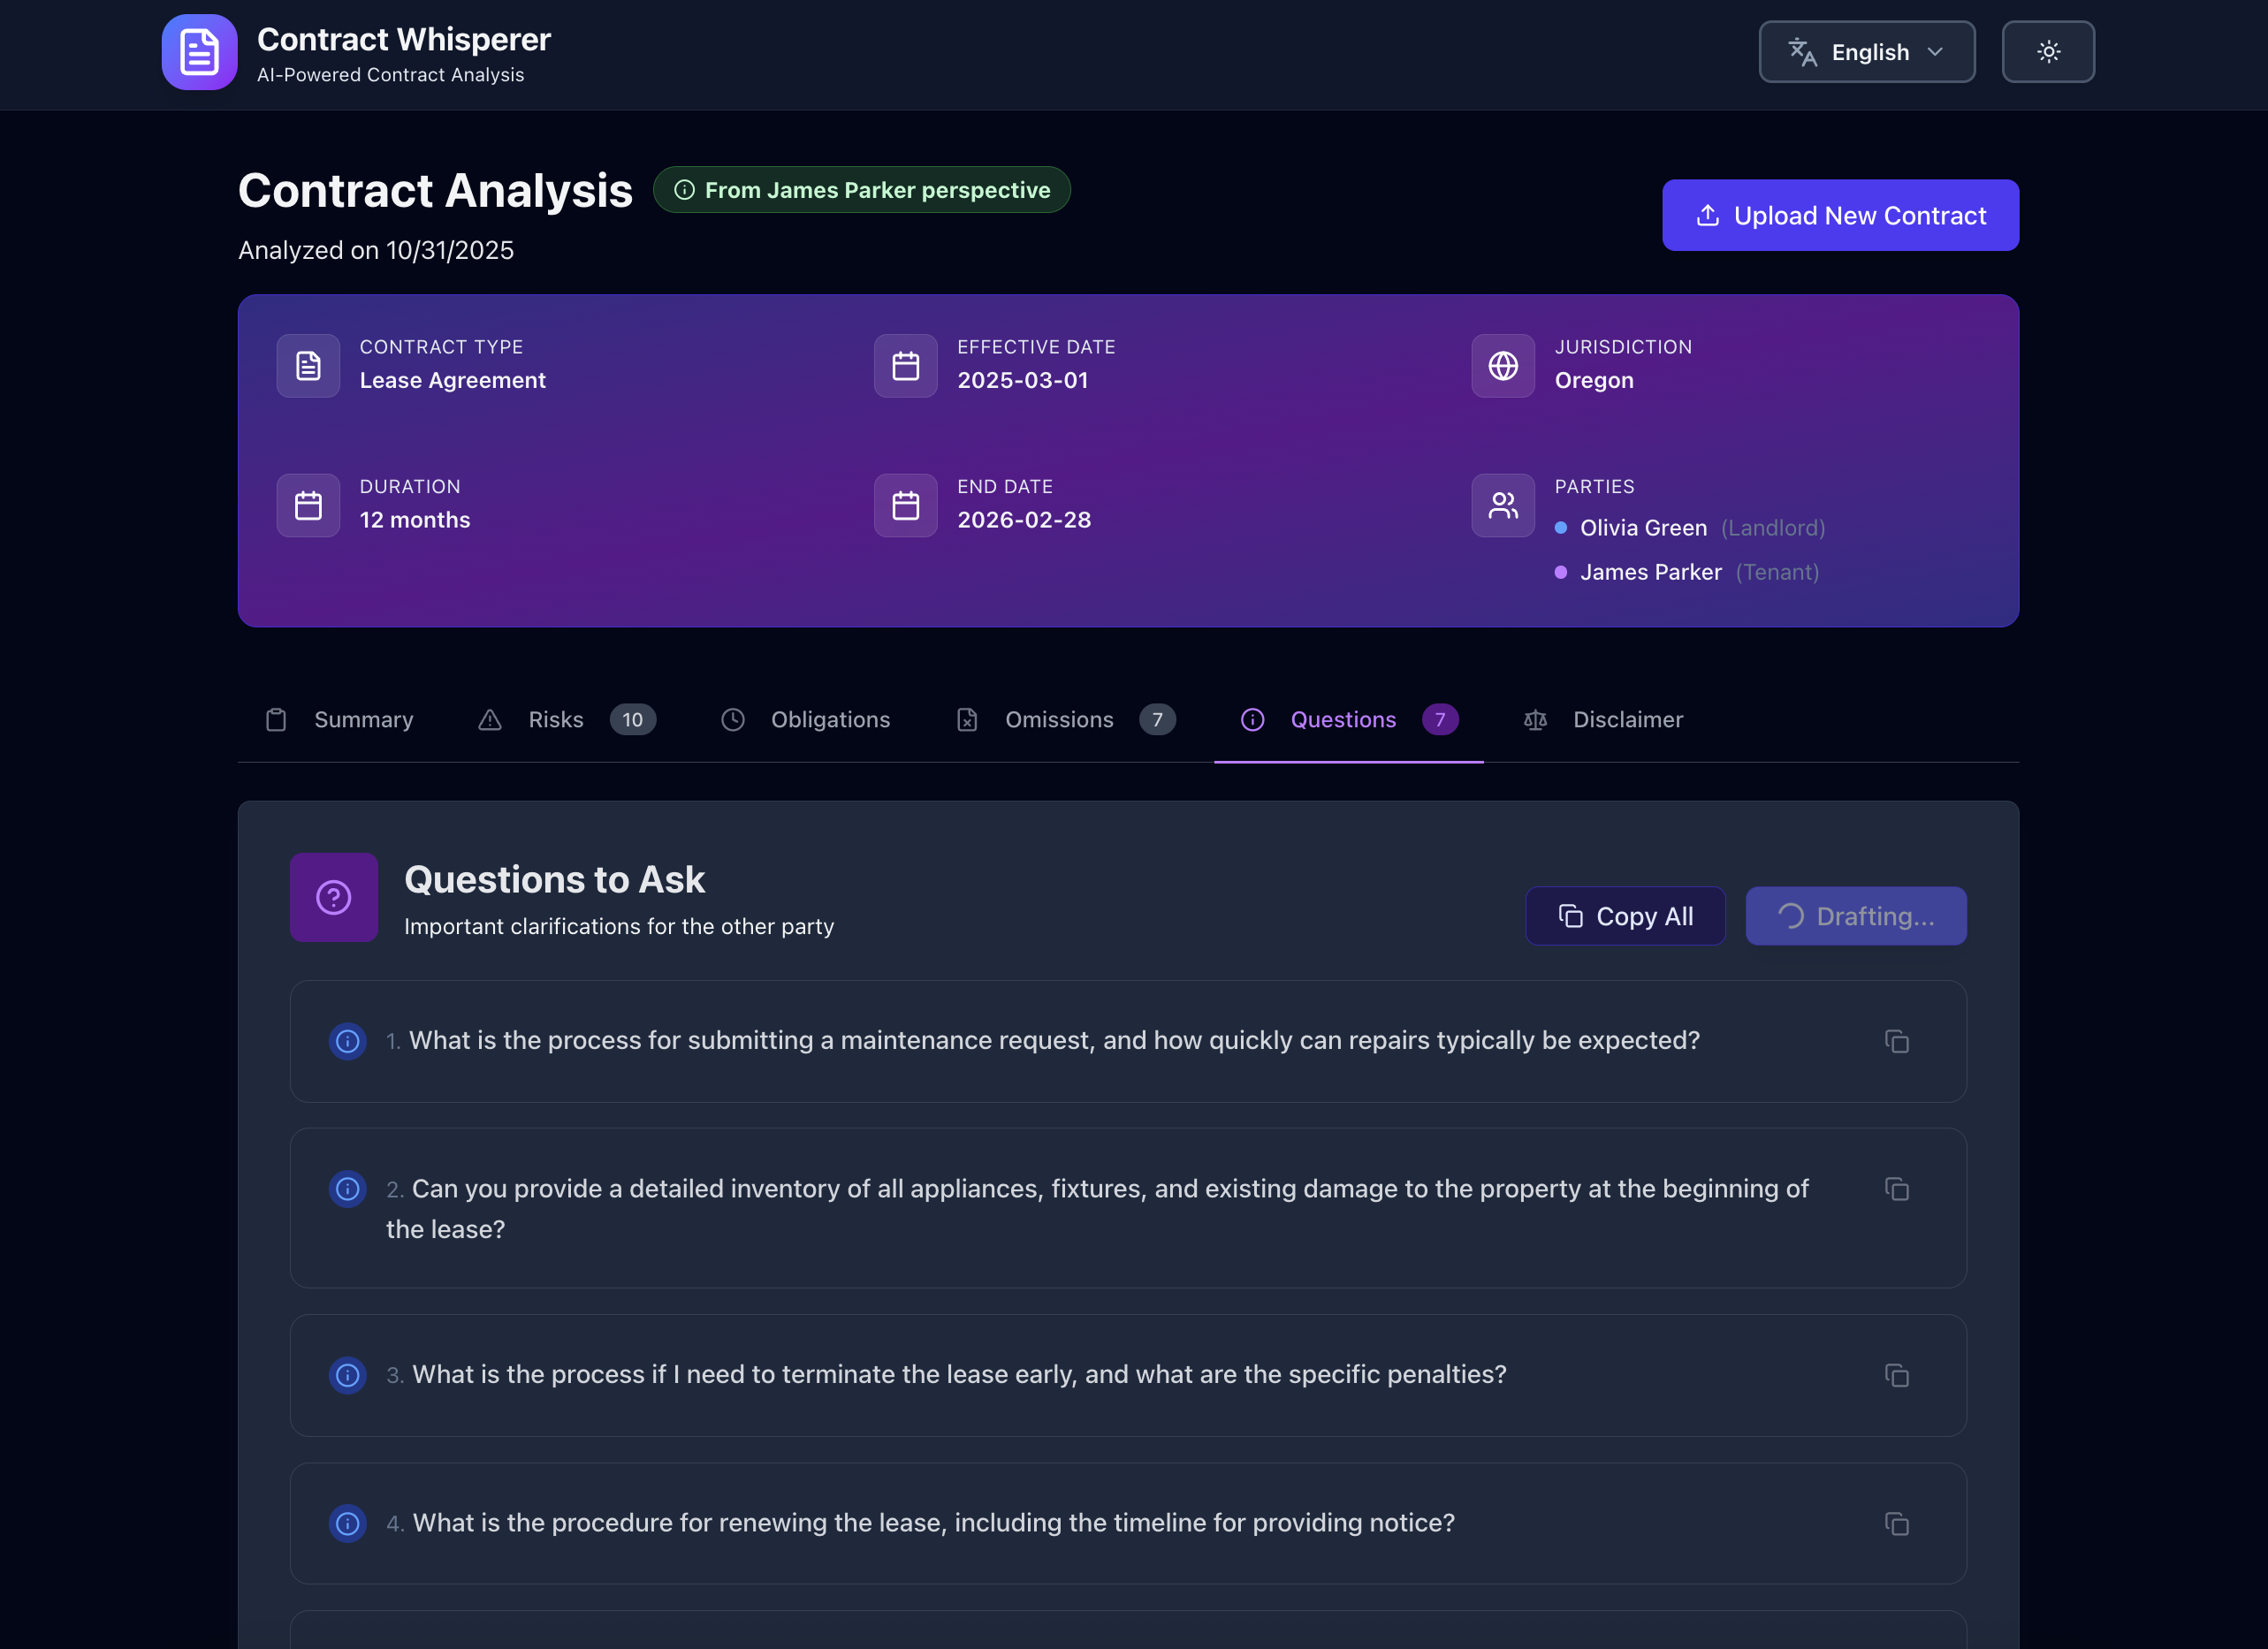 Contract Whisperer
AI-Powered Contract Analysis
English
Contract Analysis
From James Parker perspective
Analyzed on 10/31/2025
Upload New Contract
CONTRACT TYPE
Lease Agreement
EFFECTIVE DATE
2025-03-01
JURISDICTION
Oregon
DURATION
12 months
END DATE
2026-02-28
PARTIES
Olivia Green (Landlord)
James Parker (Tenant)
Summary
Risks 10
Obligations
Omissions 7
Questions 7
Disclaimer
Questions to Ask
Important clarifications for the other party
Copy All
Drafting...
1. What is the process for submitting a maintenance request, and how quickly can repairs typically be expected?
2. Can you provide a detailed inventory of all appliances, fixtures, and existing damage to the property at the beginning of
the lease?
3. What is the process if I need to terminate the lease early, and what are the specific penalties?
4. What is the procedure for renewing the lease, including the timeline for providing notice?